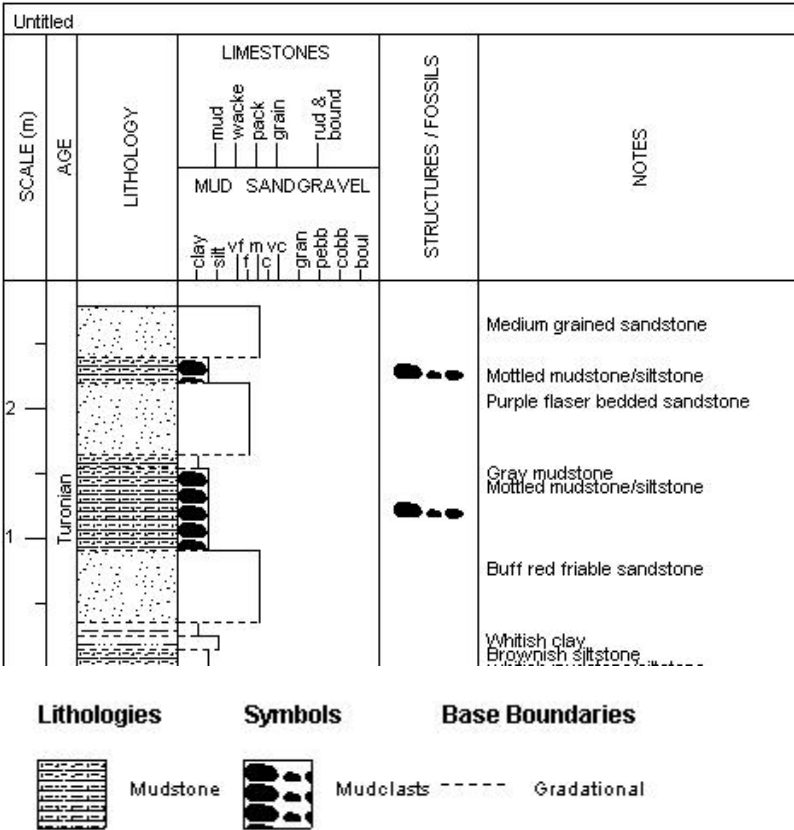 Untitled
SCALE (m)
AGE
LITHOLOGY
LIMESTONES
mud
wacke
pack
grain
rud &
bound
MUD SAND GRAVEL
clay
silt
vf
f
m
c
vc
gran
pebb
cobb
boul
STRUCTURES / FOSSILS
NOTES
Medium grained sandstone
Mottled mudstone/siltstone
2
Purple flaser bedded sandstone
Gray mudstone
Mottled mudstone/siltstone
Turonian
1
Buff red friable sandstone
Whitish clay
Brownish siltstone
Lithologies
Symbols
Base Boundaries
Mudstone
Mudclasts
Gradational